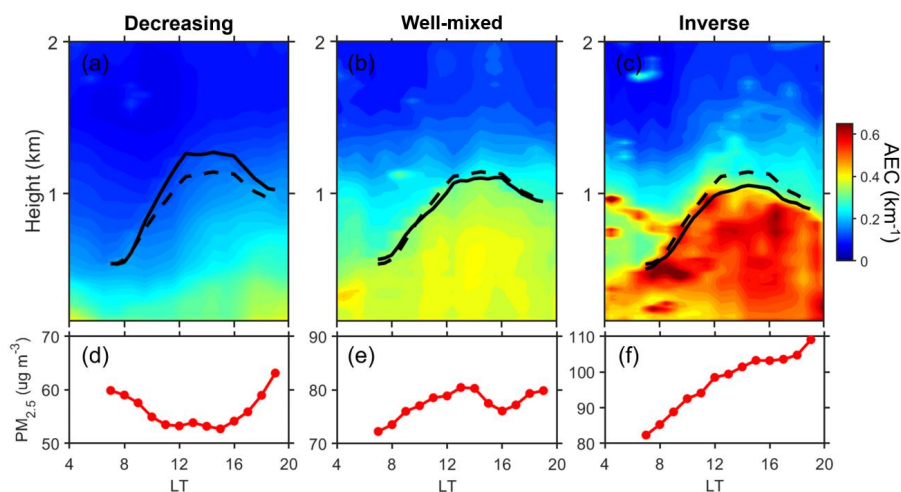 Decreasing Well-mixed Inverse
(a) (b) (c)
2 2 2
Height (km)
1 1 1
0.6
0.4
0.2
0
AEC (km-1)
70 90 110
(d) (e) (f)
100
60 80
90
50 70 80
PM2.5 (ug m-3)
4 8 12 16 20 4 8 12 16 20 4 8 12 16 20
LT LT LT